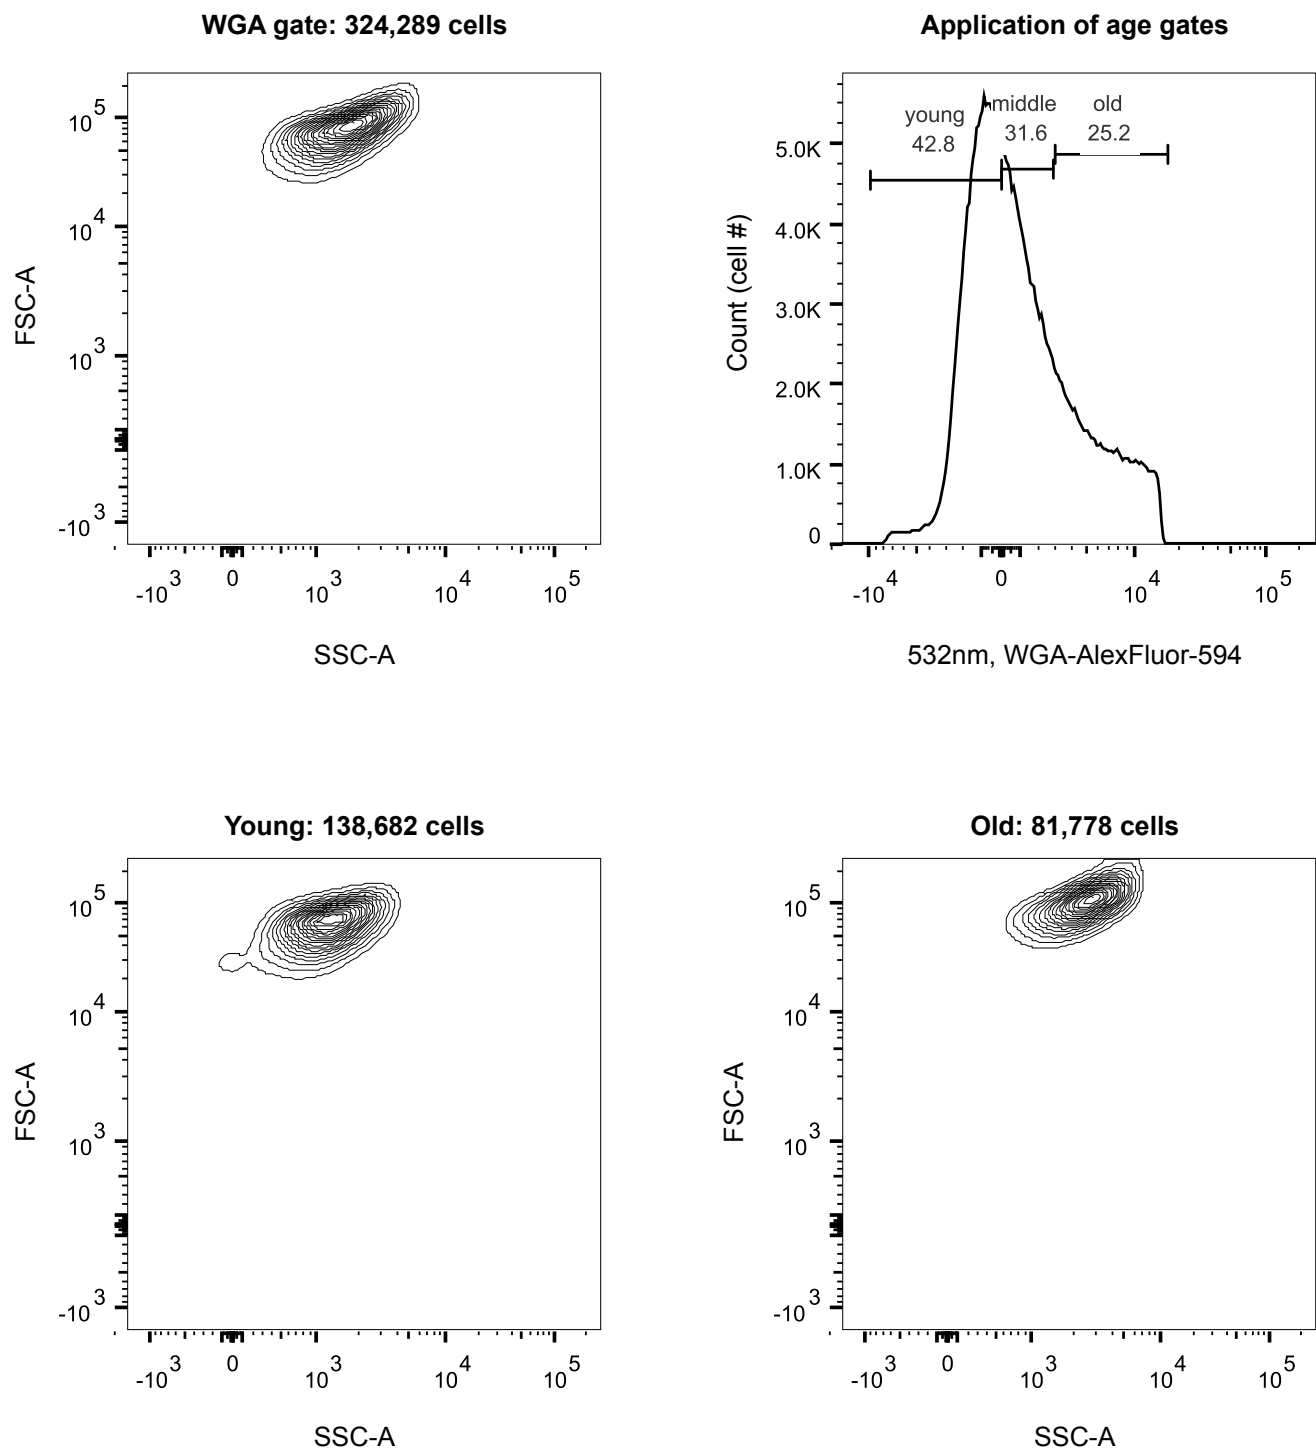 WGA gate: 324,289 cells
10^5
10^4
10^3
-10^3
FSC-A
-10^3 0 10^3 10^4 10^5
SSC-A
Application of age gates
young middle old
42.8 31.6 25.2
5.0K
4.0K
3.0K
2.0K
1.0K
0
Count (cell #)
-10^4 0 10^4 10^5
532nm, WGA-AlexFluor-594
Young: 138,682 cells
10^5
10^4
10^3
-10^3
FSC-A
-10^3 0 10^3 10^4 10^5
SSC-A
Old: 81,778 cells
10^5
10^4
10^3
-10^3
FSC-A
-10^3 0 10^3 10^4 10^5
SSC-A